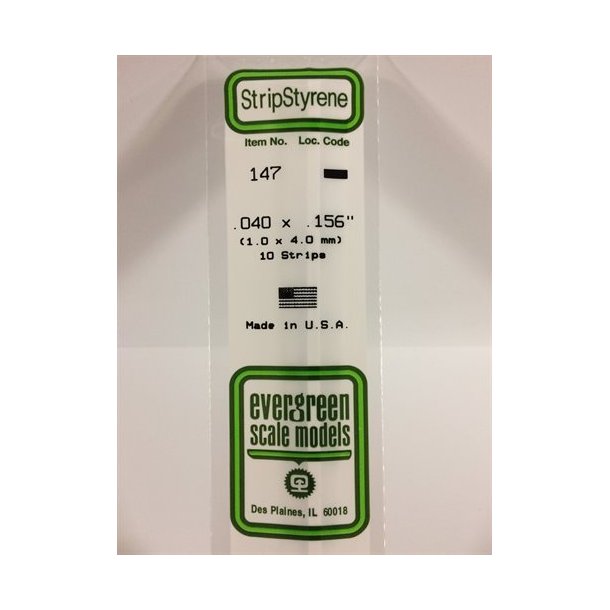 StripStyrene
Item No. Loc. Code
147
.040 x .156"
(1.0 x 4.0 mm)
10 Strips
Made in U.S.A.
evergreen
scale models
Des Plaines, IL 60018